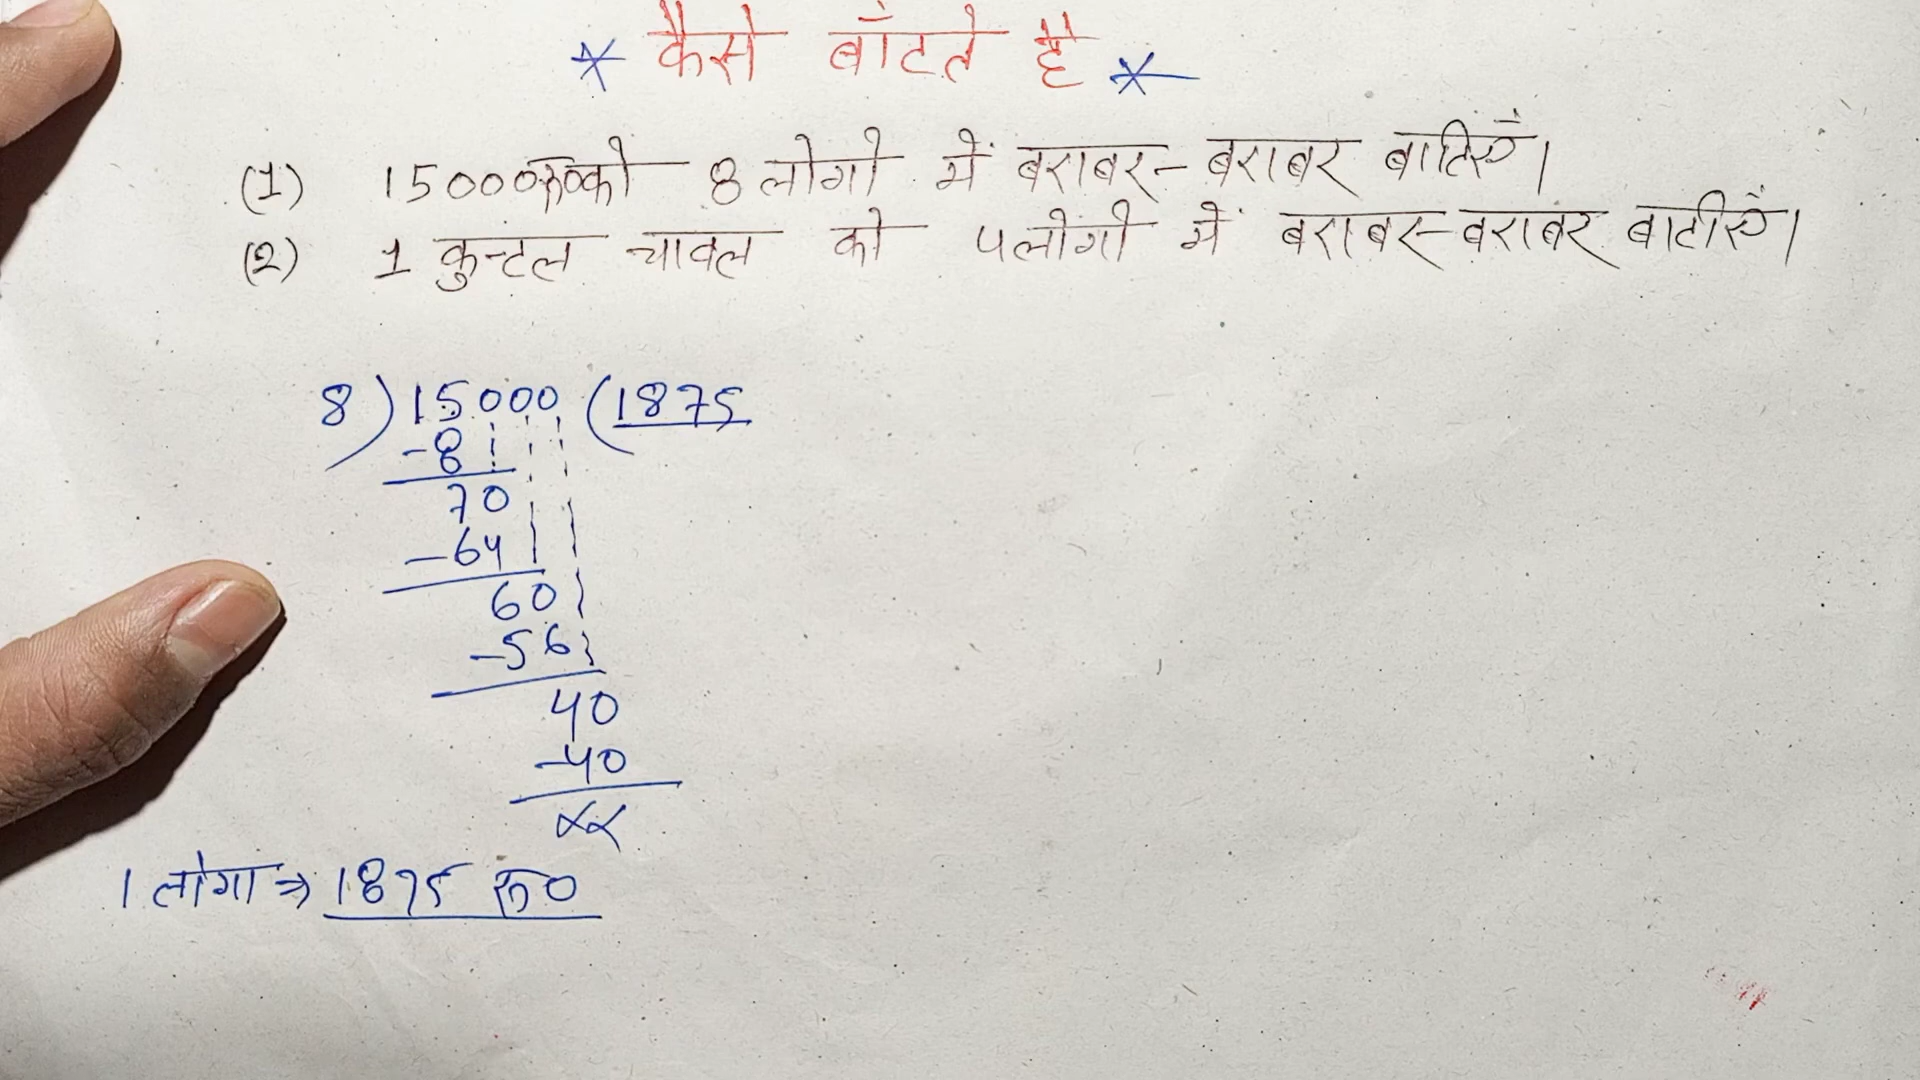 * कैसे बाँटते है *
(1) 15000रू0को 8 लोगो में बराबर-बराबर बाटिएँ।
(2) 1 कुन्टल चावल को 4लोगो में बराबर-बराबर बाटीएँ।
8 ) 15000 ( 1875
-8
70
-64
60
-56
40
-40
××
1 लोग ⇒ 1875 रू0